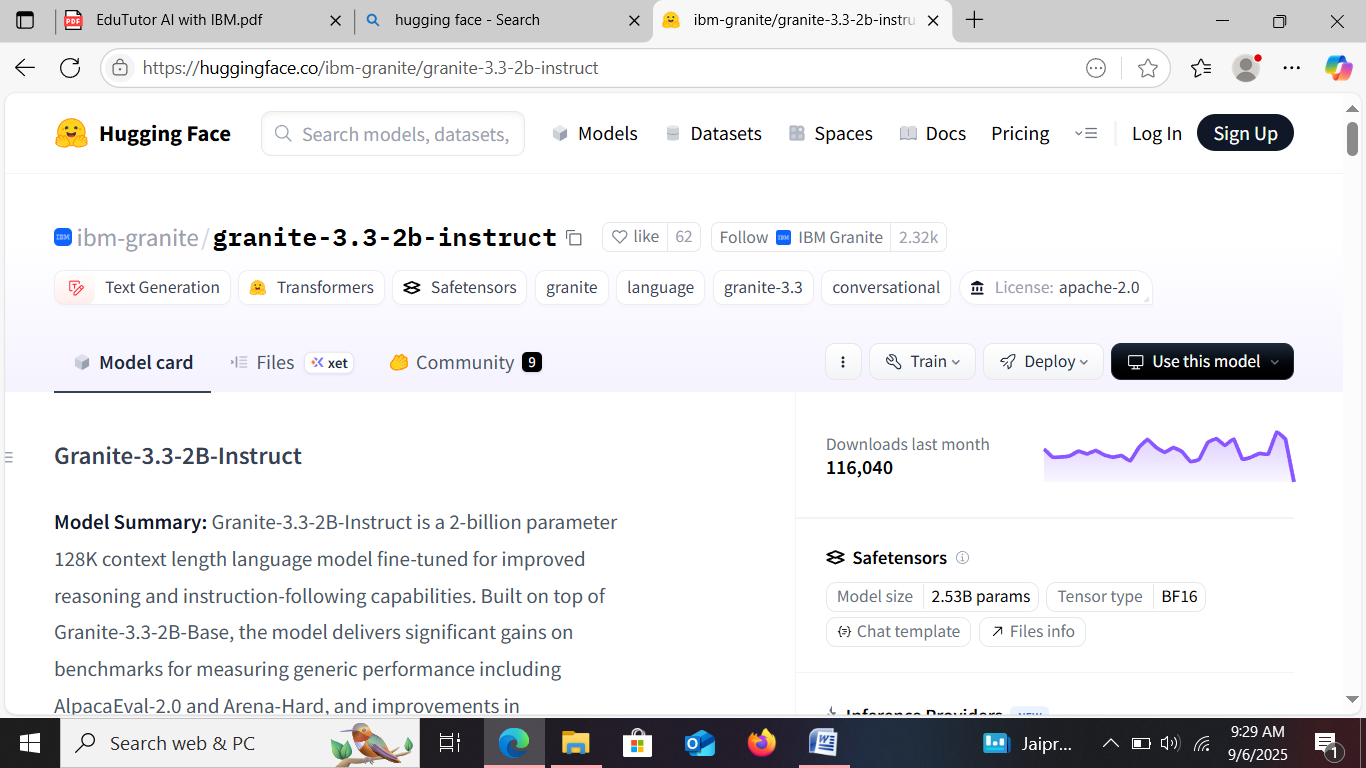 EduTutor AI with IBM.pdf
hugging face - Search
ibm-granite/granite-3.3-2b-instru
https://huggingface.co/ibm-granite/granite-3.3-2b-instruct
Hugging Face
Search models, datasets,
Models
Datasets
Spaces
Docs
Pricing
Log In
Sign Up
ibm-granite/granite-3.3-2b-instruct
like 62
Follow IBM Granite 2.32k
Text Generation
Transformers
Safetensors
granite
language
granite-3.3
conversational
License: apache-2.0
Model card
Files xet
Community 9
Train
Deploy
Use this model
Granite-3.3-2B-Instruct
Model Summary: Granite-3.3-2B-Instruct is a 2-billion parameter
128K context length language model fine-tuned for improved
reasoning and instruction-following capabilities. Built on top of
Granite-3.3-2B-Base, the model delivers significant gains on
benchmarks for measuring generic performance including
AlpacaEval-2.0 and Arena-Hard, and improvements in
Downloads last month
116,040
Safetensors
Model size 2.53B params
Tensor type BF16
Chat template
Files info
Inference Providers NEW
Search web & PC
Jaipr...
9:29 AM
9/6/2025
1